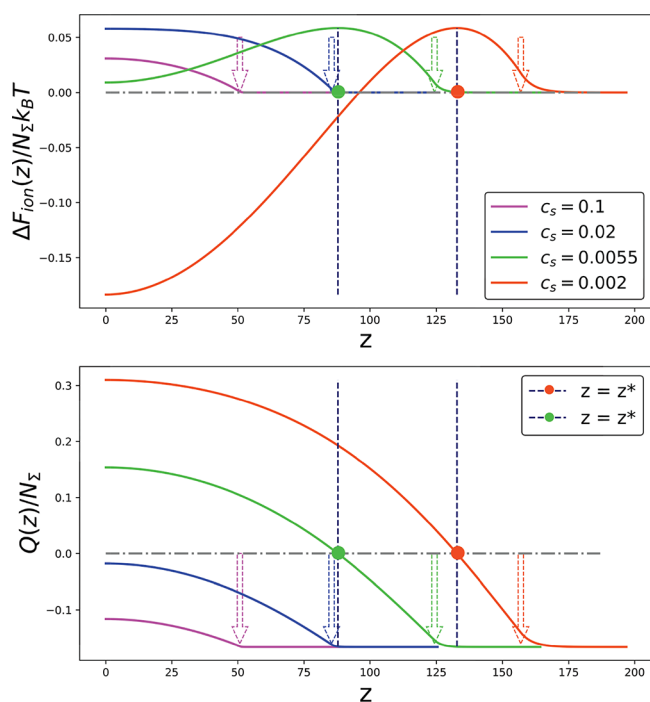 ΔF_ion(z)/N_Σk_BT
0.05
0.00
−0.05
−0.10
−0.15
c_s = 0.1
c_s = 0.02
c_s = 0.0055
c_s = 0.002
0 25 50 75 100 125 150 175 200
z
Q(z)/N_Σ
0.3
0.2
0.1
0.0
−0.1
z = z*
z = z*
0 25 50 75 100 125 150 175 200
z